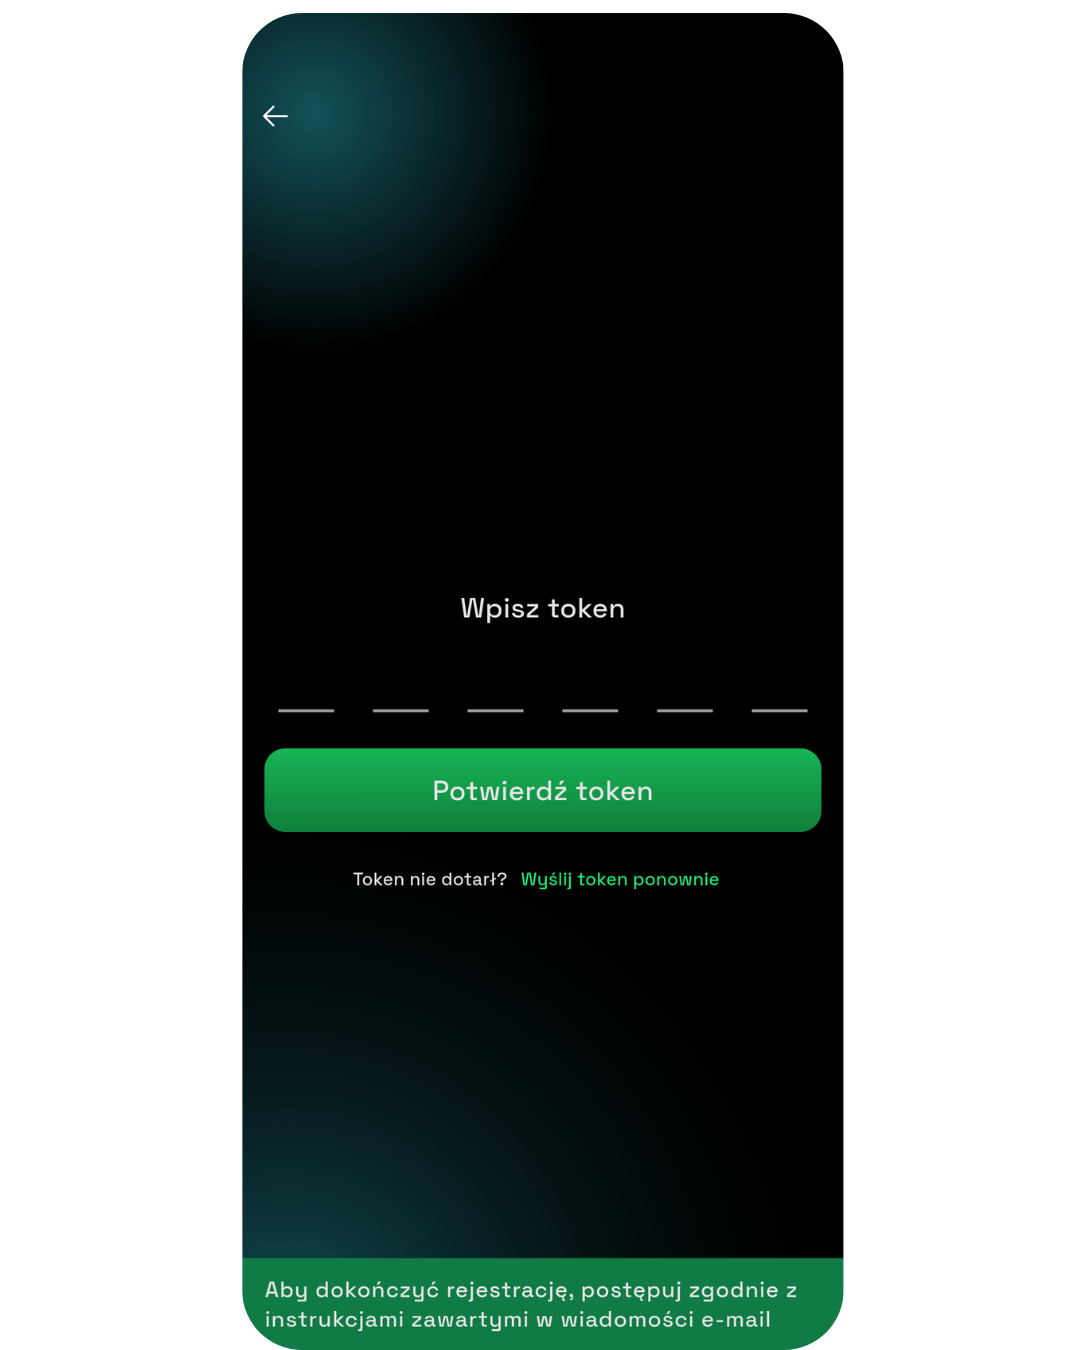 Wpisz token
Potwierdź token
Token nie dotarł? Wyślij token ponownie
Aby dokończyć rejestrację, postępuj zgodnie z
instrukcjami zawartymi w wiadomości e-mail